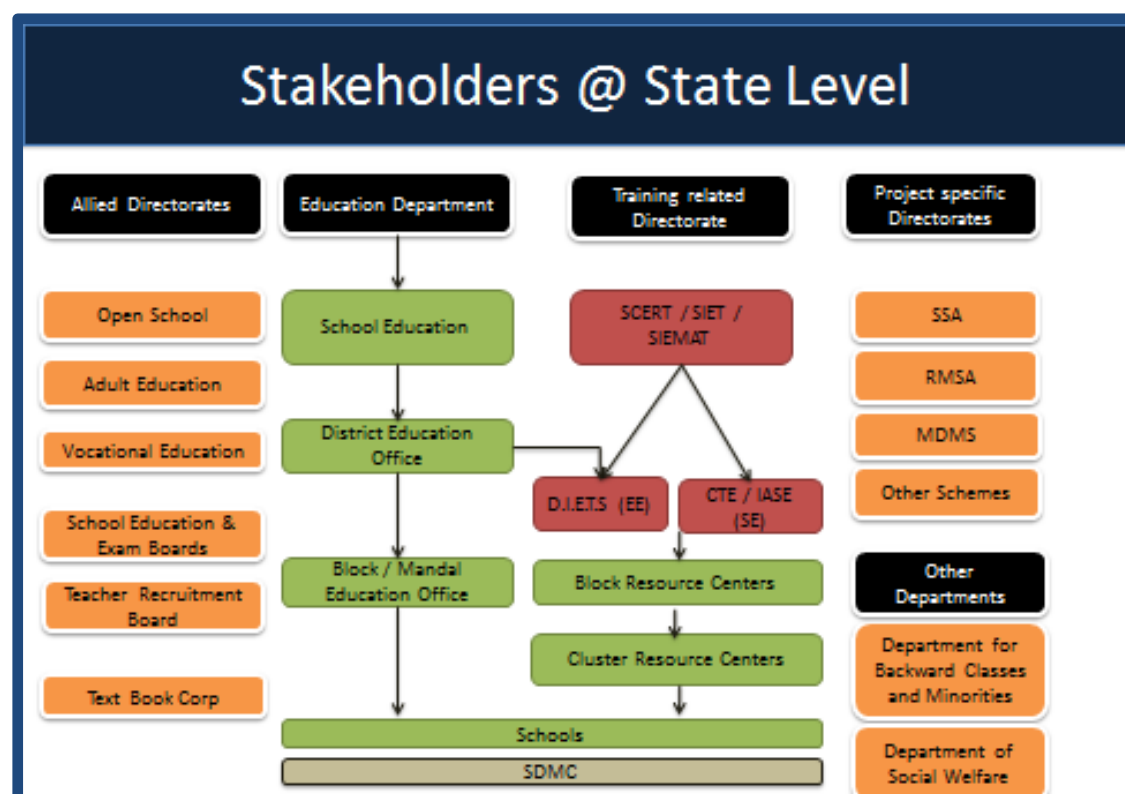 Stakeholders @ State Level
Allied Directorates
Education Department
Training related
Directorate
Project specific
Directorates
Open School
School Education
SCERT / SIET /
SIEMAT
SSA
Adult Education
RMSA
Vocational Education
District Education
Office
MDMS
D.I.E.T.S (EE)
CTE / IASE
(SE)
Other Schemes
School Education &
Exam Boards
Block / Mandal
Education Office
Block Resource Centers
Other
Departments
Teacher Recruitment
Board
Cluster Resource Centers
Department for
Backward Classes
and Minorities
Text Book Corp
Schools
SDMC
Department of
Social Welfare